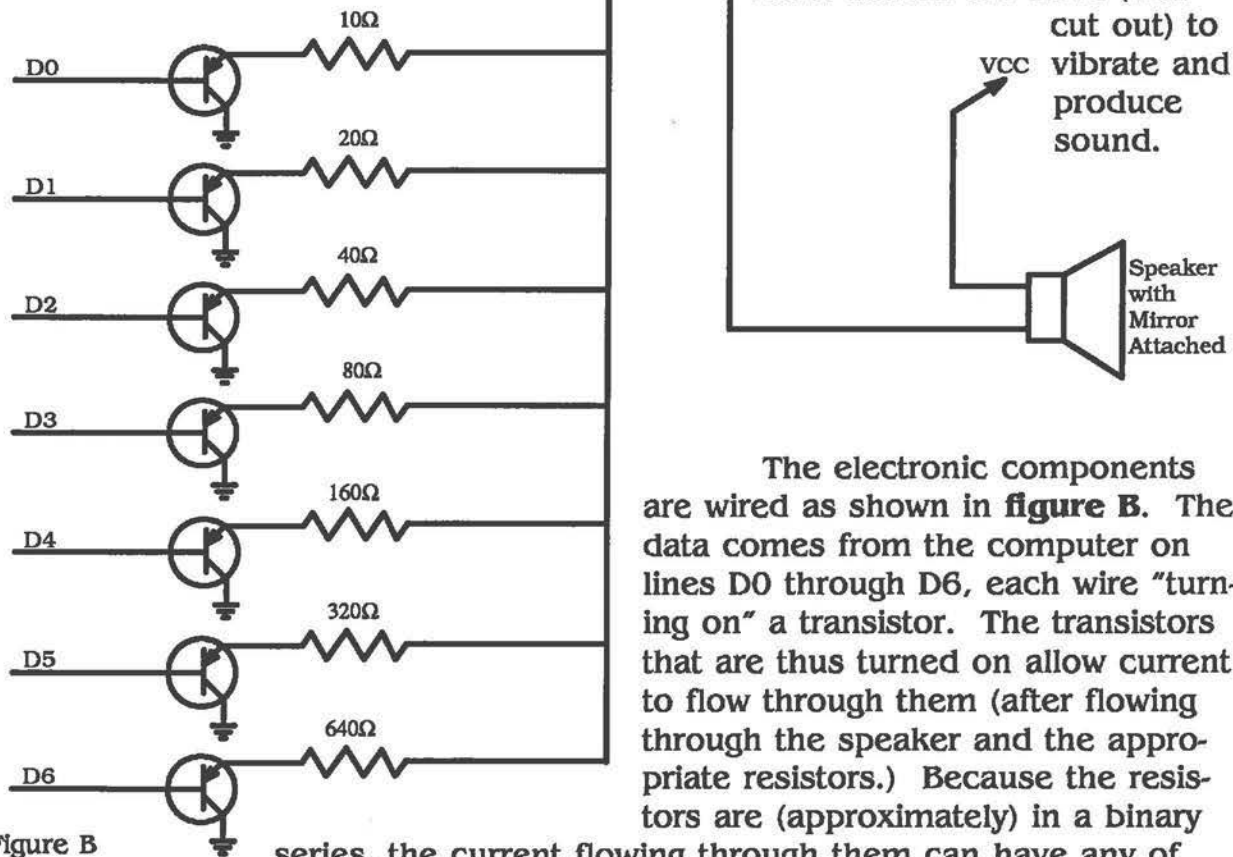 10Ω
D0
20Ω
D1
40Ω
D2
80Ω
D3
160Ω
D4
320Ω
D5
640Ω
D6
Figure B
cut out) to
VCC vibrate and
produce
sound.
Speaker
with
Mirror
Attached
The electronic components
are wired as shown in figure B. The
data comes from the computer on
lines D0 through D6, each wire "turn-
ing on" a transistor. The transistors
that are thus turned on allow current
to flow through them (after flowing
through the speaker and the appro-
priate resistors.) Because the resis-
tors are (approximately) in a binary
series, the current flowing through them can have any of